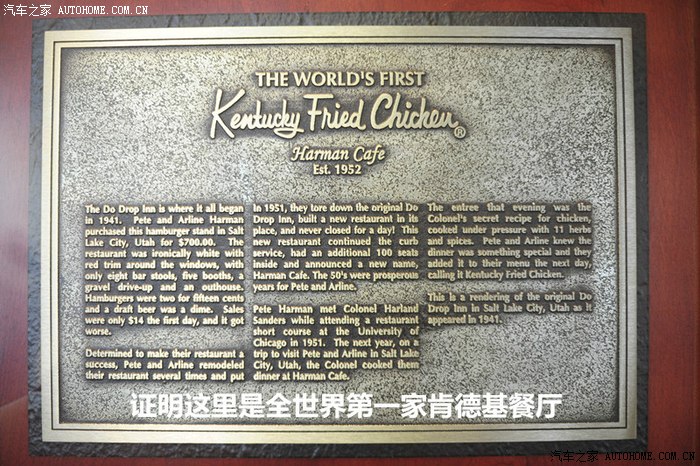 汽车之家 AUTOHOME.COM.CN
THE WORLD'S FIRST
Kentucky Fried Chicken®
Harman Cafe
Est. 1952
The Do Drop Inn is where it all began
in 1941. Pete and Arline Harman
purchased this hamburger stand in Salt
Lake City, Utah for $700.00. The
restaurant was ironically white with
red trim around the windows, with
only eight bar stools, five booths, a
gravel drive-up and an outhouse.
Hamburgers were two for fifteen cents
and a draft beer was a dime. Sales
were only $14 the first day, and it got
worse.
Determined to make their restaurant a
success, Pete and Arline remodeled
their restaurant several times and put
In 1951, they tore down the original Do
Drop Inn, built a new restaurant in its
place, and never closed for a day! This
new restaurant continued the curb
service, had an additional 100 seats
inside and announced a new name,
Harman Cafe. The 50's were prosperous
years for Pete and Arline.
Pete Harman met Colonel Harland
Sanders while attending a restaurant
short course at the University of
Chicago in 1951. The next year, on a
trip to visit Pete and Arline in Salt Lake
City, Utah, the Colonel cooked them
dinner at Harman Cafe.
The entree that evening was the
Colonel's secret recipe for chicken,
cooked under pressure with 11 herbs
and spices. Pete and Arline knew the
dinner was something special and they
added it to their menu the next day,
calling it Kentucky Fried Chicken.
This is a rendering of the original Do
Drop Inn in Salt Lake City, Utah as it
appeared in 1941.
证明这里是全世界第一家肯德基餐厅
汽车之家 AUTOHOME.COM.CN